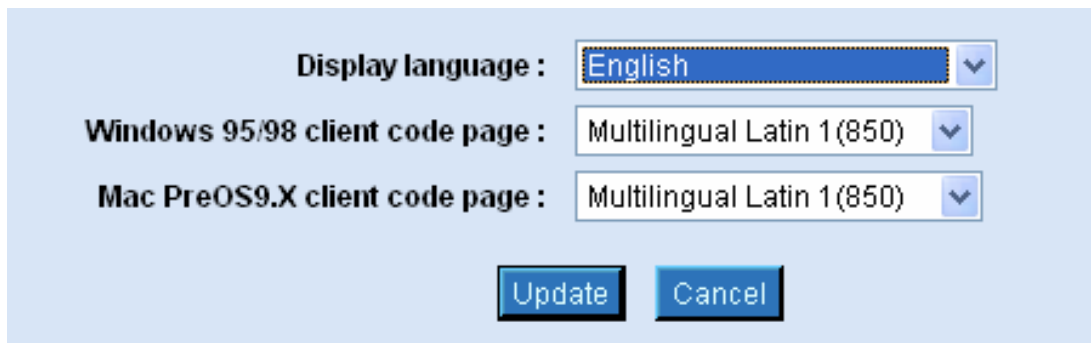 Display language : English
Windows 95/98 client code page : Multilingual Latin 1(850)
Mac PreOS9.X client code page : Multilingual Latin 1(850)
Update Cancel